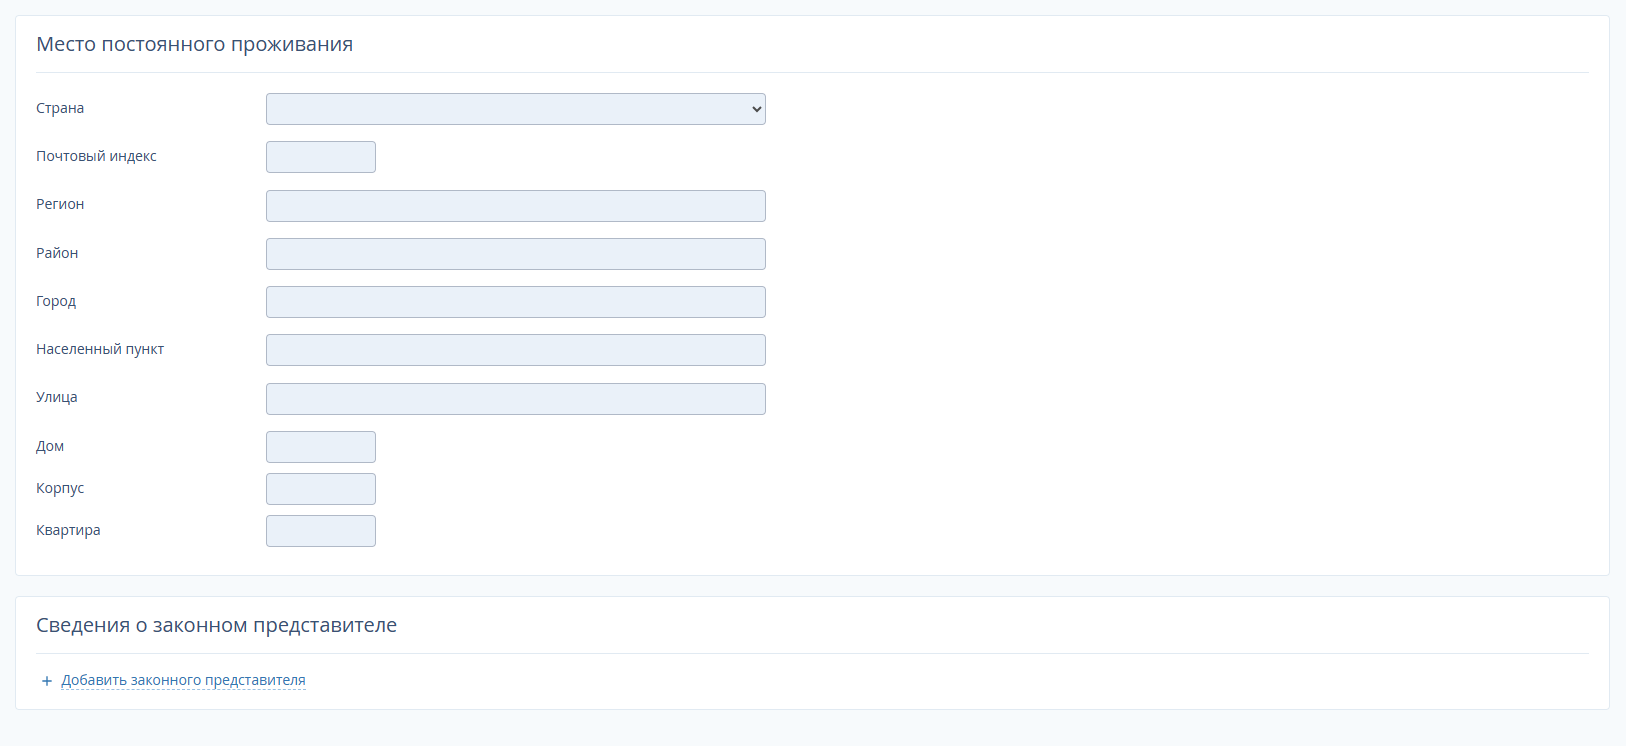 Место постоянного проживания
Страна
Почтовый индекс
Регион
Район
Город
Населенный пункт
Улица
Дом
Корпус
Квартира
Сведения о законном представителе
+ Добавить законного представителя